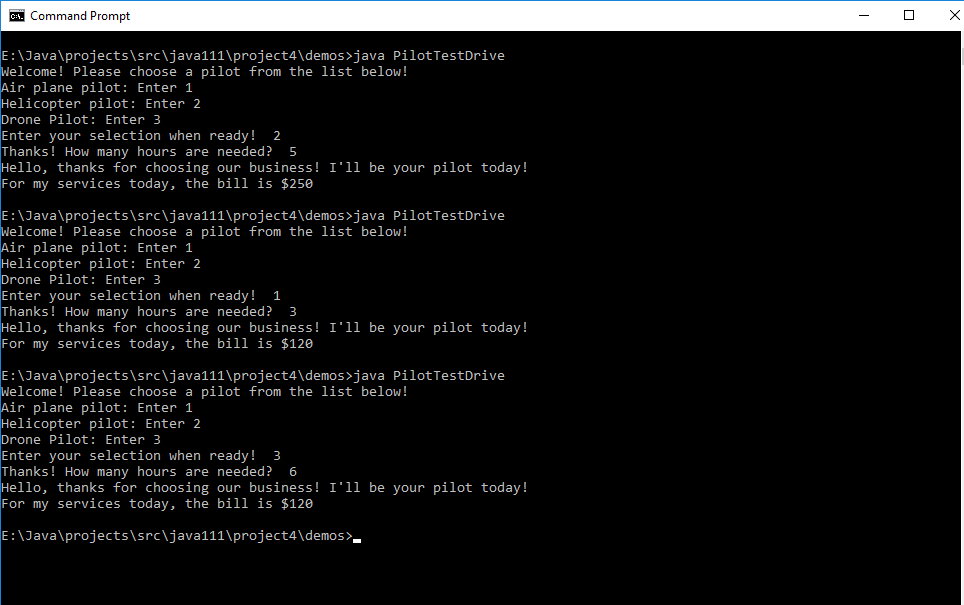 Command Prompt
E:\Java\projects\src\java111\project4\demos>java PilotTestDrive
Welcome! Please choose a pilot from the list below!
Air plane pilot: Enter 1
Helicopter pilot: Enter 2
Drone Pilot: Enter 3
Enter your selection when ready!  2
Thanks! How many hours are needed?  5
Hello, thanks for choosing our business! I'll be your pilot today!
For my services today, the bill is $250
E:\Java\projects\src\java111\project4\demos>java PilotTestDrive
Welcome! Please choose a pilot from the list below!
Air plane pilot: Enter 1
Helicopter pilot: Enter 2
Drone Pilot: Enter 3
Enter your selection when ready!  1
Thanks! How many hours are needed?  3
Hello, thanks for choosing our business! I'll be your pilot today!
For my services today, the bill is $120
E:\Java\projects\src\java111\project4\demos>java PilotTestDrive
Welcome! Please choose a pilot from the list below!
Air plane pilot: Enter 1
Helicopter pilot: Enter 2
Drone Pilot: Enter 3
Enter your selection when ready!  3
Thanks! How many hours are needed?  6
Hello, thanks for choosing our business! I'll be your pilot today!
For my services today, the bill is $120
E:\Java\projects\src\java111\project4\demos>